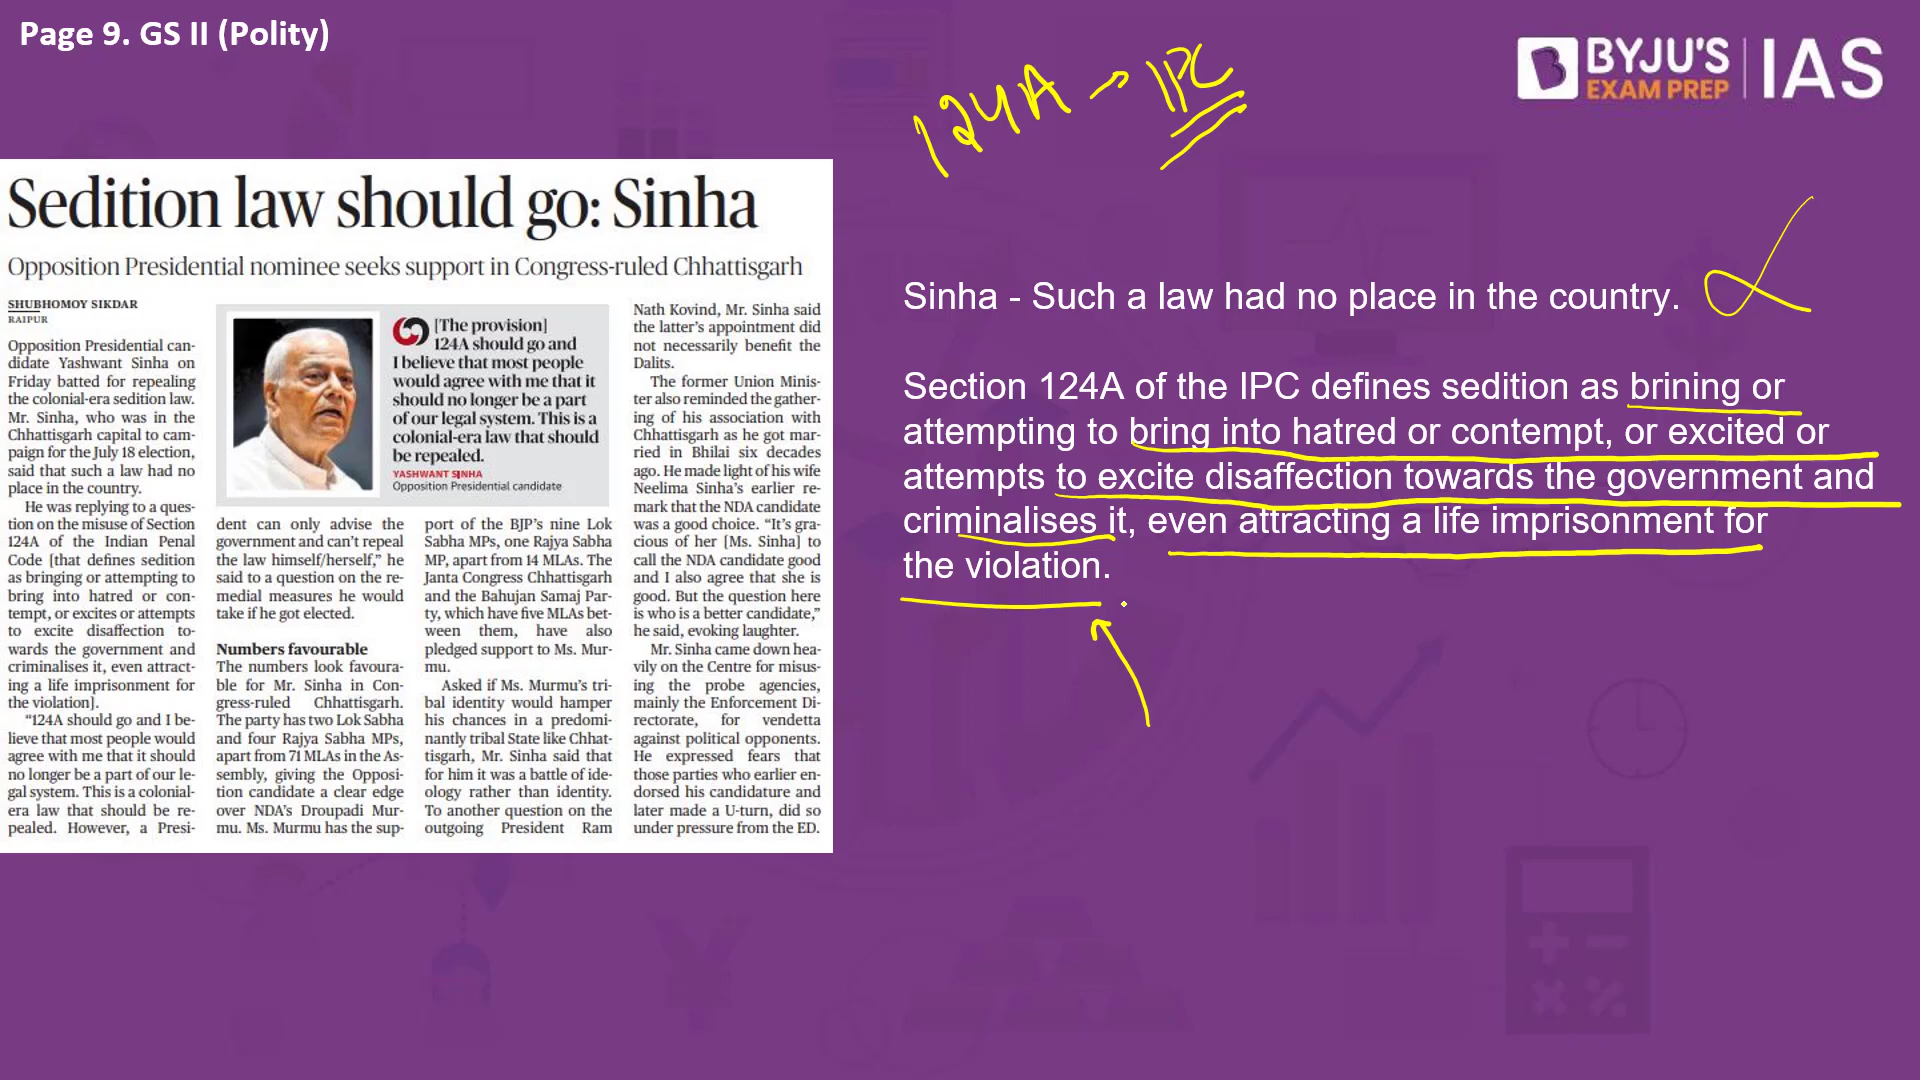 Page 9. GS II (Polity)
124A → IPC
BYJU'S
EXAM PREP
IAS
Sedition law should go: Sinha
Opposition Presidential nominee seeks support in Congress-ruled Chhattisgarh
SHUBHOMOY SIKDAR
RAIPUR
Opposition Presidential can-
didate Yashwant Sinha on
Friday batted for repealing
the colonial-era sedition law.
Mr. Sinha, who was in the
Chhattisgarh capital to cam-
paign for the July 18 election,
said that such a law had no
place in the country.
He was replying to a ques-
tion on the misuse of Section
124A of the Indian Penal
Code [that defines sedition
as bringing or attempting to
bring into hatred or con-
tempt, or excites or attempts
to excite disaffection to-
wards the government and
criminalises it, even attract-
ing a life imprisonment for
the violation].
“124A should go and I be-
lieve that most people would
agree with me that it should
no longer be a part of our le-
gal system. This is a colonial-
era law that should be re-
pealed. However, a Presi-
[The provision]
124A should go and
I believe that most people
would agree with me that it
should no longer be a part
of our legal system. This is a
colonial-era law that should
be repealed.
YASHWANT SINHA
Opposition Presidential candidate
dent can only advise the
government and can’t repeal
the law himself/herself,” he
said to a question on the re-
medial measures he would
take if he got elected.
Numbers favourable
The numbers look favoura-
ble for Mr. Sinha in Con-
gress-ruled Chhattisgarh.
The party has two Lok Sabha
and four Rajya Sabha MPs,
apart from 71 MLAs in the As-
sembly, giving the Opposi-
tion candidate a clear edge
over NDA’s Droupadi Mur-
mu. Ms. Murmu has the sup-
port of the BJP’s nine Lok
Sabha MPs, one Rajya Sabha
MP, apart from 14 MLAs. The
Janta Congress Chhattisgarh
and the Bahujan Samaj Par-
ty, which have five MLAs bet-
ween them, have also
pledged support to Ms. Mur-
mu.
Asked if Ms. Murmu’s tri-
bal identity would hamper
his chances in a predomi-
nantly tribal State like Chhat-
tisgarh, Mr. Sinha said that
for him it was a battle of ide-
ology rather than identity.
To another question on the
outgoing President Ram
Nath Kovind, Mr. Sinha said
the latter’s appointment did
not necessarily benefit the
Dalits.
The former Union Minis-
ter also reminded the gather-
ing of his association with
Chhattisgarh as he got mar-
ried in Bhilai six decades
ago. He made light of his wife
Neelima Sinha’s earlier re-
mark that the NDA candidate
was a good choice. “It’s gra-
cious of her [Ms. Sinha] to
call the NDA candidate good
and I also agree that she is
good. But the question here
is who is a better candidate,”
he said, evoking laughter.
Mr. Sinha came down hea-
vily on the Centre for misus-
ing the probe agencies,
mainly the Enforcement Di-
rectorate, for vendetta
against political opponents.
He expressed fears that
those parties who earlier en-
dorsed his candidature and
later made a U-turn, did so
under pressure from the ED.
Sinha - Such a law had no place in the country.
Section 124A of the IPC defines sedition as brining or
attempting to bring into hatred or contempt, or excited or
attempts to excite disaffection towards the government and
criminalises it, even attracting a life imprisonment for
the violation.